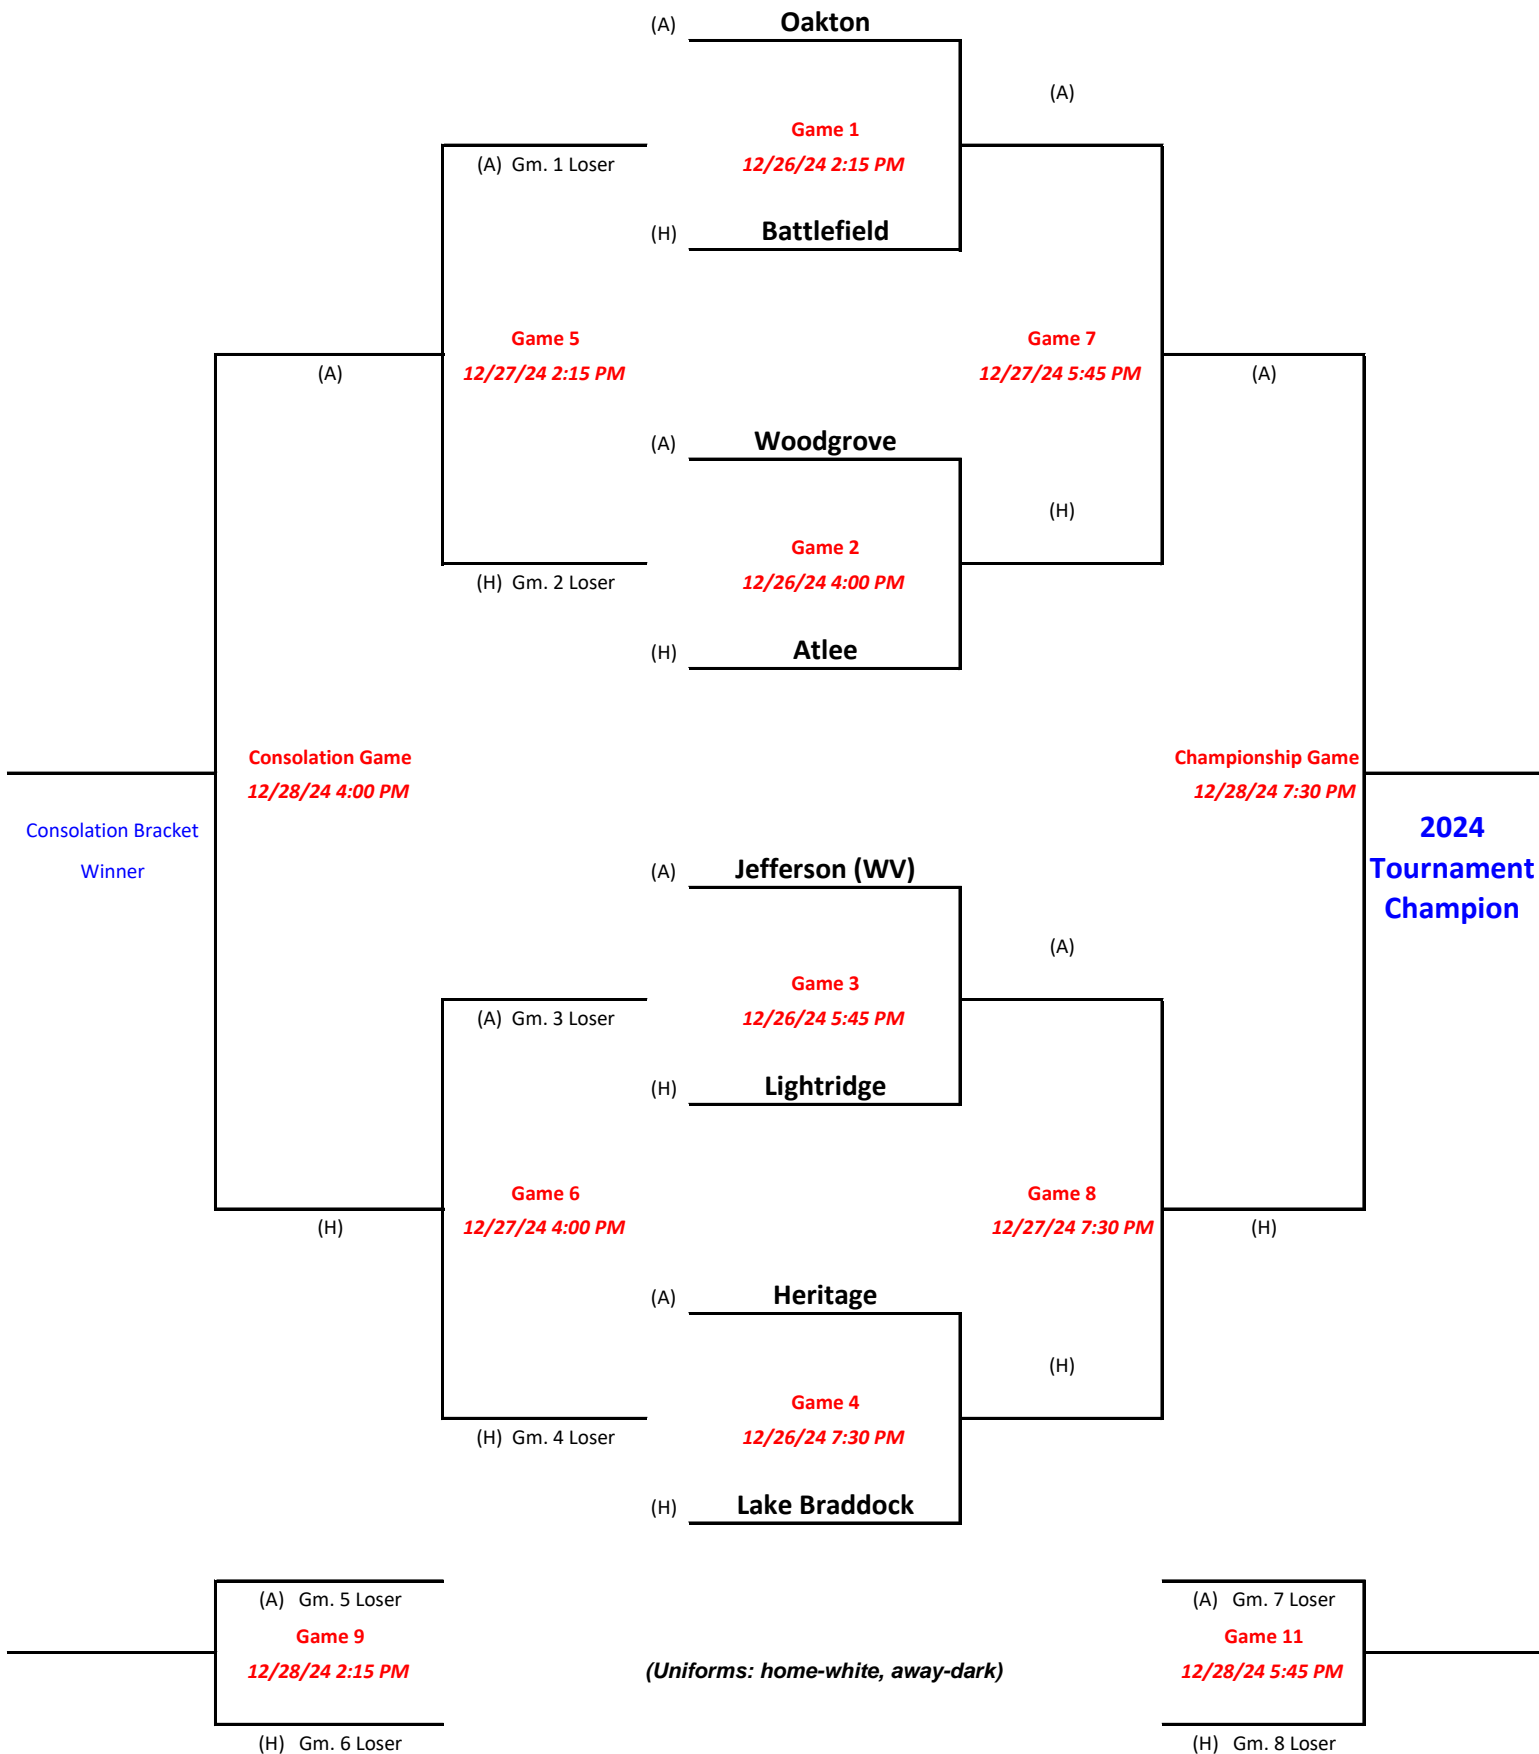 (A) Oakton
(A)
Game 1
(A) Gm. 1 Loser
12/26/24 2:15 PM
(H) Battlefield
Game 5
Game 7
(A)
12/27/24 2:15 PM
12/27/24 5:45 PM
(A)
(A) Woodgrove
(H)
Game 2
(H) Gm. 2 Loser
12/26/24 4:00 PM
(H) Atlee
Consolation Game
12/28/24 4:00 PM
Championship Game
12/28/24 7:30 PM
Consolation Bracket
Winner
2024
Tournament
Champion
(A) Jefferson (WV)
(A)
Game 3
(A) Gm. 3 Loser
12/26/24 5:45 PM
(H) Lightridge
Game 6
Game 8
(H)
12/27/24 4:00 PM
12/27/24 7:30 PM
(H)
(A) Heritage
(H)
Game 4
(H) Gm. 4 Loser
12/26/24 7:30 PM
(H) Lake Braddock
(A) Gm. 5 Loser
Game 9
12/28/24 2:15 PM
(H) Gm. 6 Loser
(Uniforms: home-white, away-dark)
(A) Gm. 7 Loser
Game 11
12/28/24 5:45 PM
(H) Gm. 8 Loser